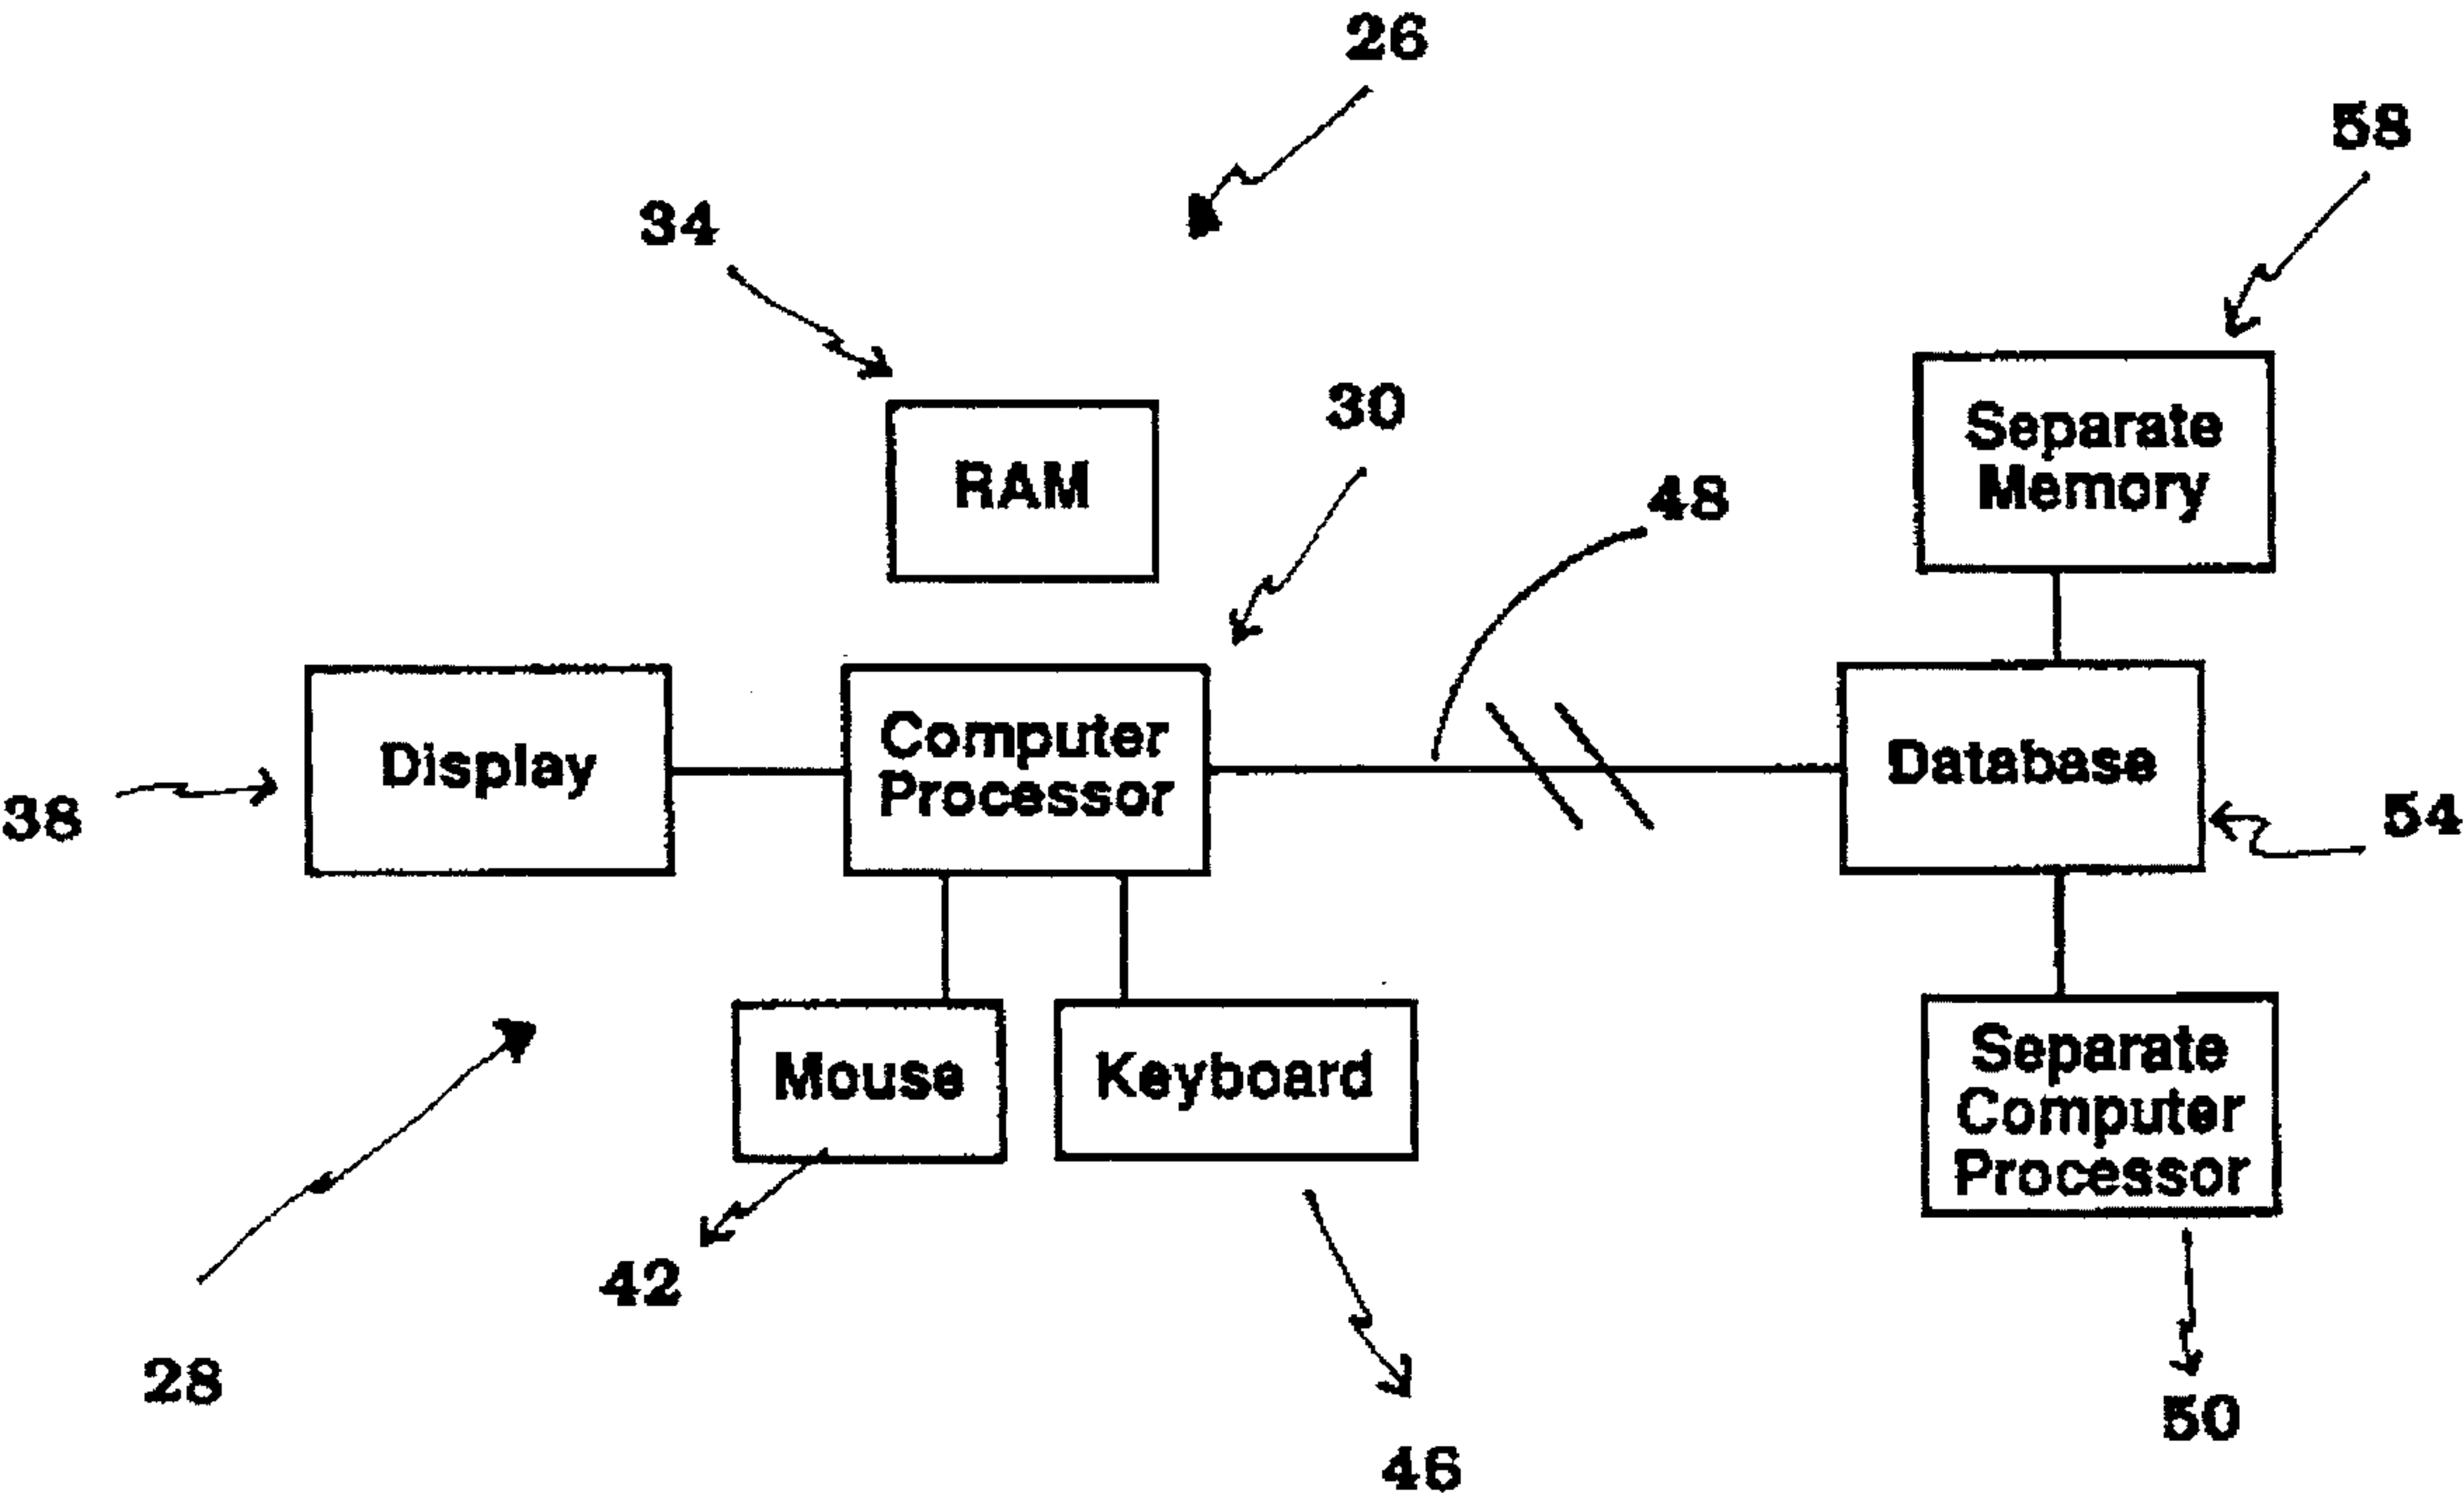 26
58
34
30
RAM
48
Separate
Memory
Display
Computer
Processor
Database
38
54
Mouse
Keyboard
Separate
Computer
Processor
42
28
46
50